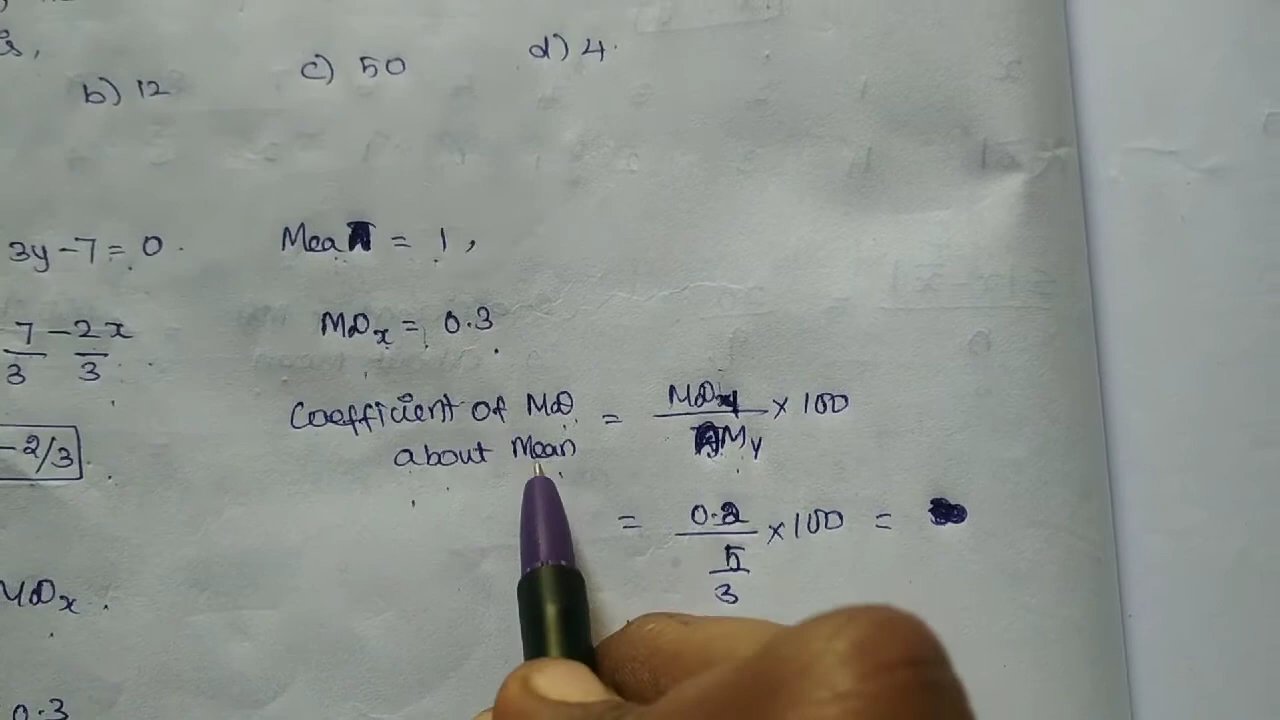 b) 12 c) 50 d) 4.
3y - 7 = 0. Mean = 1,
7/3 - 2x/3 MDx = 0.3
Coefficient of MD about Mean = MDy/My × 100
-2/3
= 0.2/(5/3) × 100 =
MDx.
0.3